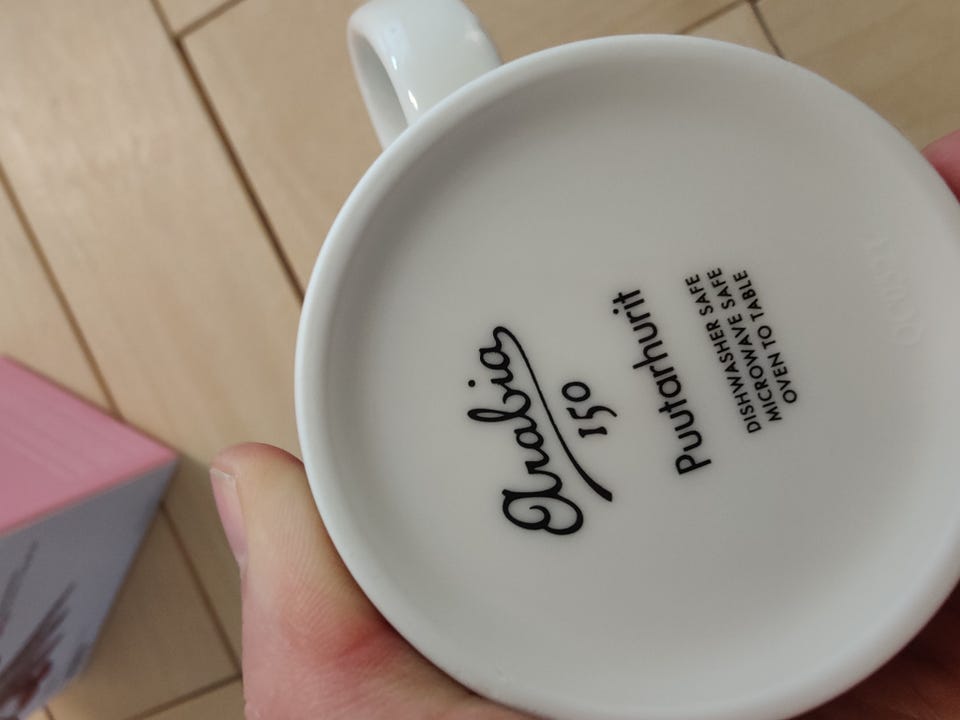 Arabia
150
Puutarhurit
DISHWASHER SAFE
MICROWAVE SAFE
OVEN TO TABLE